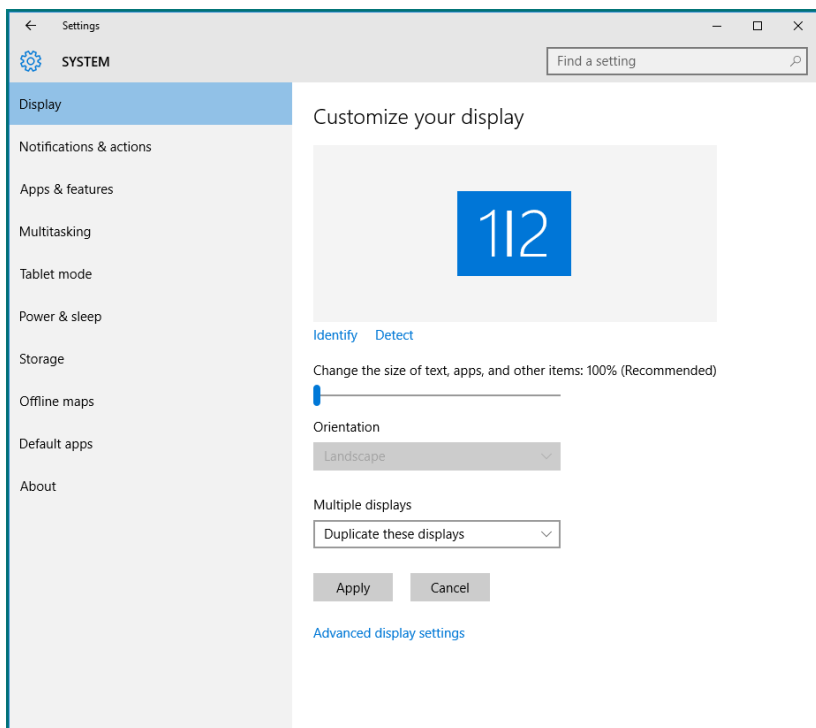 Settings
SYSTEM
Find a setting
Display
Notifications & actions
Apps & features
Multitasking
Tablet mode
Power & sleep
Storage
Offline maps
Default apps
About
Customize your display
1|2
Identify Detect
Change the size of text, apps, and other items: 100% (Recommended)
Orientation
Landscape
Multiple displays
Duplicate these displays
Apply Cancel
Advanced display settings